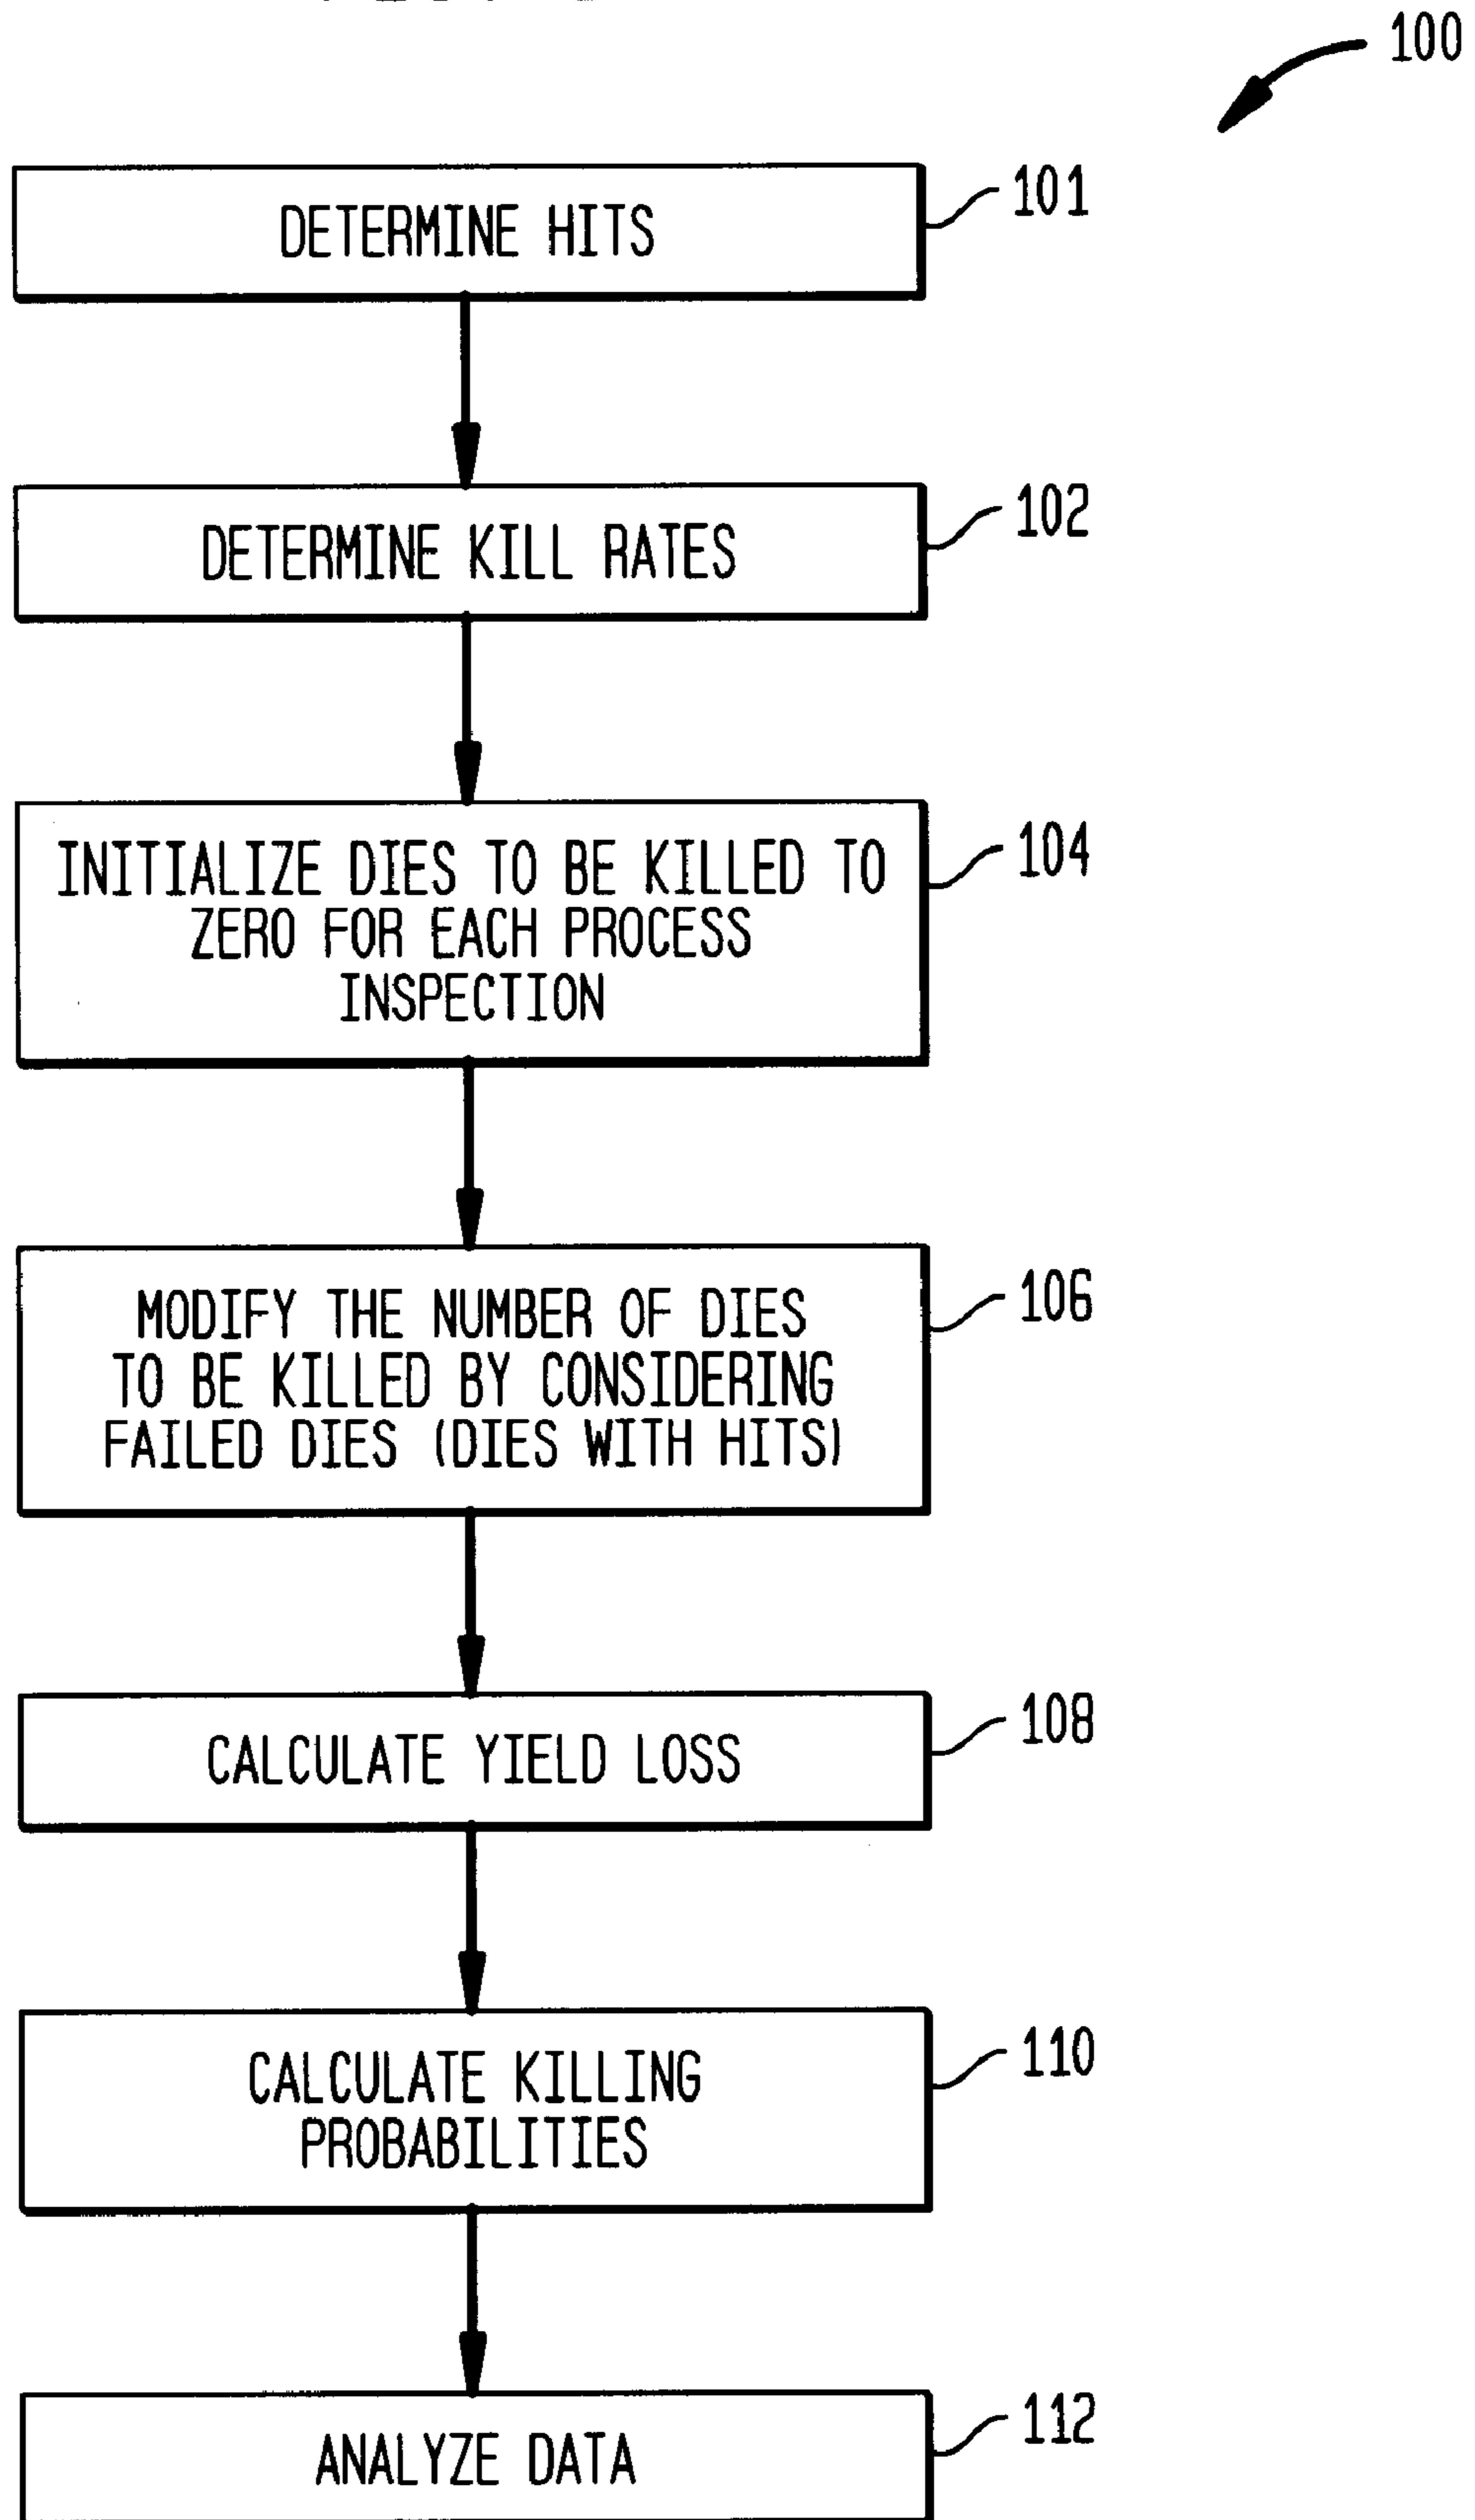 100
DETERMINE HITS
101
DETERMINE KILL RATES
102
INITIALIZE DIES TO BE KILLED TO
ZERO FOR EACH PROCESS
INSPECTION
104
MODIFY THE NUMBER OF DIES
TO BE KILLED BY CONSIDERING
FAILED DIES (DIES WITH HITS)
106
CALCULATE YIELD LOSS
108
CALCULATE KILLING
PROBABILITIES
110
ANALYZE DATA
112